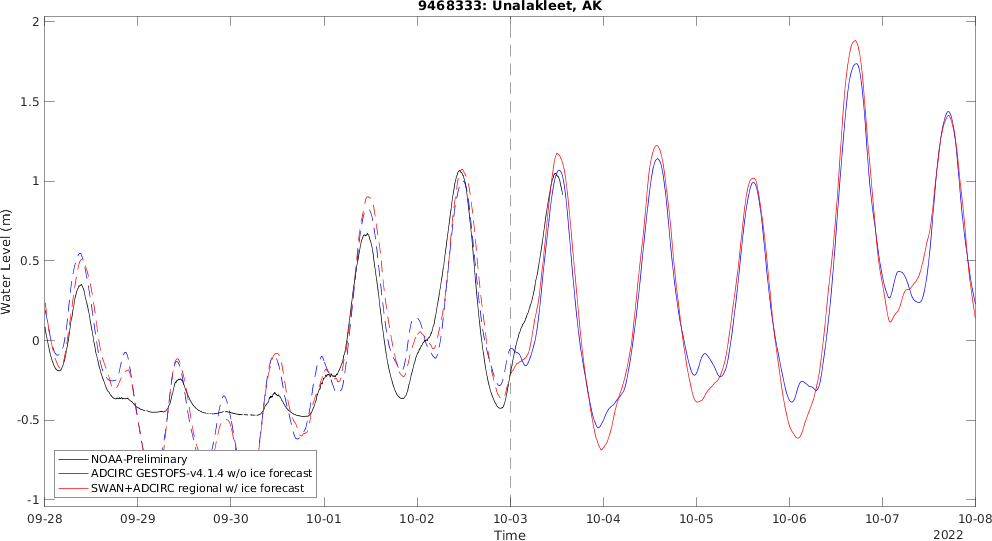 9468333: Unalakleet, AK
Water Level (m)
2
1.5
1
0.5
0
-0.5
-1
NOAA-Preliminary
ADCIRC GESTOFS-v4.1.4 w/o ice forecast
SWAN+ADCIRC regional w/ ice forecast
09-28 09-29 09-30 10-01 10-02 10-03 10-04 10-05 10-06 10-07 10-08
Time
2022